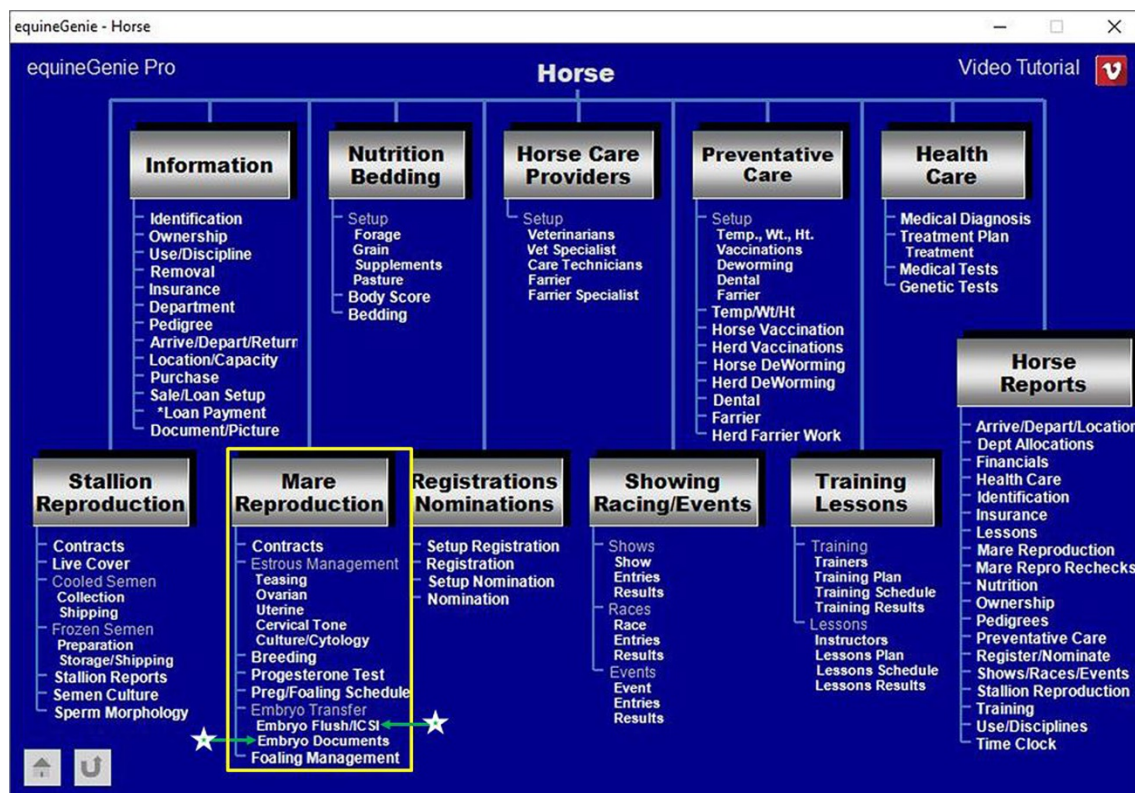 equineGenie - Horse
equineGenie Pro
Horse
Video Tutorial
Information
Identification
Ownership
Use/Discipline
Removal
Insurance
Department
Pedigree
Arrive/Depart/Return
Location/Capacity
Purchase
Sale/Loan Setup
*Loan Payment
Document/Picture
Nutrition
Bedding
Setup
Forage
Grain
Supplements
Pasture
Body Score
Bedding
Horse Care
Providers
Setup
Veterinarians
Vet Specialist
Care Technicians
Farrier
Farrier Specialist
Preventative
Care
Setup
Temp., Wt., Ht.
Vaccinations
Deworming
Dental
Farrier
Temp/Wt/Ht
Horse Vaccination
Herd Vaccinations
Horse DeWorming
Herd DeWorming
Dental
Farrier
Herd Farrier Work
Health
Care
Medical Diagnosis
Treatment Plan
Treatment
Medical Tests
Genetic Tests
Stallion
Reproduction
Contracts
Live Cover
Cooled Semen
Collection
Shipping
Frozen Semen
Preparation
Storage/Shipping
Stallion Reports
Semen Culture
Sperm Morphology
Mare
Reproduction
Contracts
Estrous Management
Teasing
Ovarian
Uterine
Cervical Tone
Culture/Cytology
Breeding
Progesterone Test
Preg/Foaling Schedule
Embryo Transfer
Embryo Flush/ICSI
Embryo Documents
Foaling Management
Registrations
Nominations
Setup Registration
Registration
Setup Nomination
Nomination
Showing
Racing/Events
Shows
Show
Entries
Results
Races
Race
Entries
Results
Events
Event
Entries
Results
Training
Lessons
Training
Trainers
Training Plan
Training Schedule
Training Results
Lessons
Instructors
Lessons Plan
Lessons Schedule
Lessons Results
Horse
Reports
Arrive/Depart/Location
Dept Allocations
Financials
Health Care
Identification
Insurance
Lessons
Mare Reproduction
Mare Repro Rechecks
Nutrition
Ownership
Pedigrees
Preventative Care
Register/Nominate
Shows/Races/Events
Stallion Reproduction
Training
Use/Disciplines
Time Clock